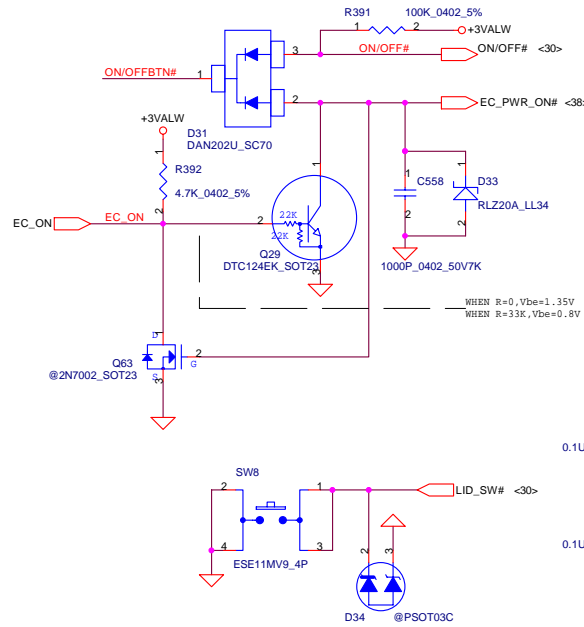 R391
100K_0402_5%
1
2
+3VALW
3
ON/OFF#
ON/OFF# <30>
ON/OFFBTN#
1
2
EC_PWR_ON# <38>
+3VALW
D31
DAN202U_SC70
1
R392
4.7K_0402_5%
2
1
1
C558
2
1
D33
RLZ20A_LL34
2
EC_ON
EC_ON
2
22K
22K
Q29
DTC124EK_SOT23
3
1000P_0402_50V7K
WHEN R=0,Vbe=1.35V
WHEN R=33K,Vbe=0.8V
1
D
Q63
@2N7002_SOT23
2
G
S
3
0.1U
SW8
2
1
LID_SW# <30>
4
3
ESE11MV9_4P
0.1U
2
3
D34
@PSOT03C